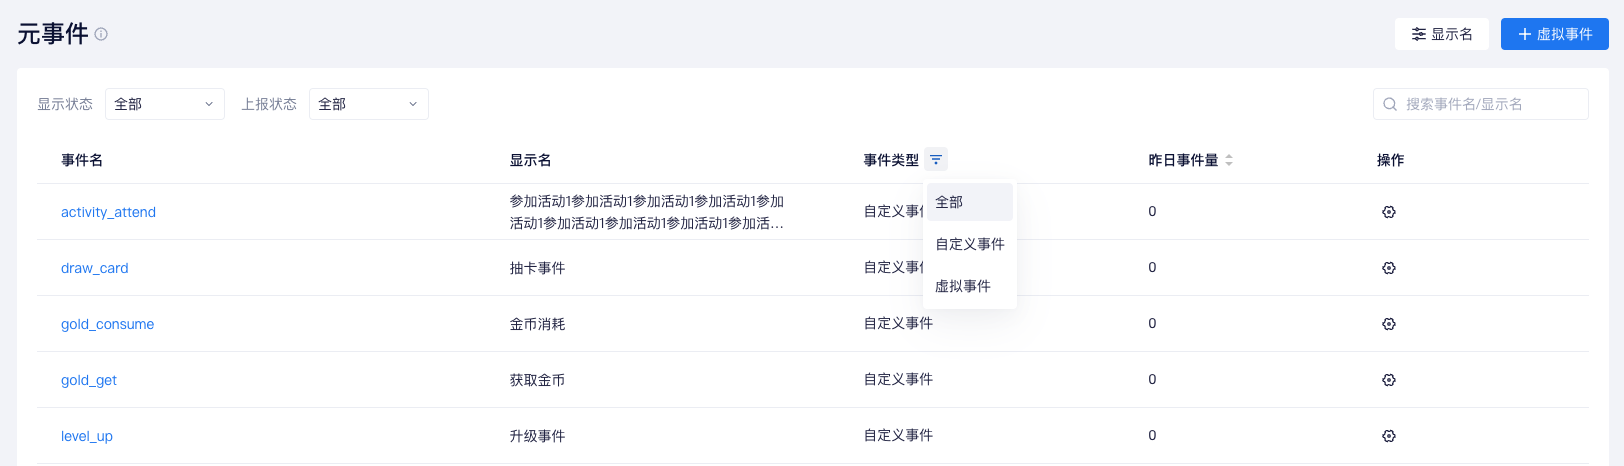 元事件
显示名
虚拟事件
显示状态 全部 上报状态 全部
搜索事件名/显示名
事件名 显示名 事件类型 昨日事件量 操作
全部
自定义事件
虚拟事件
activity_attend 参加活动1参加活动1参加活动1参加活动1参加
活动1参加活动1参加活动1参加活动1参加活... 自定义事件 0
draw_card 抽卡事件 自定义事件 0
gold_consume 金币消耗 自定义事件 0
gold_get 获取金币 自定义事件 0
level_up 升级事件 自定义事件 0